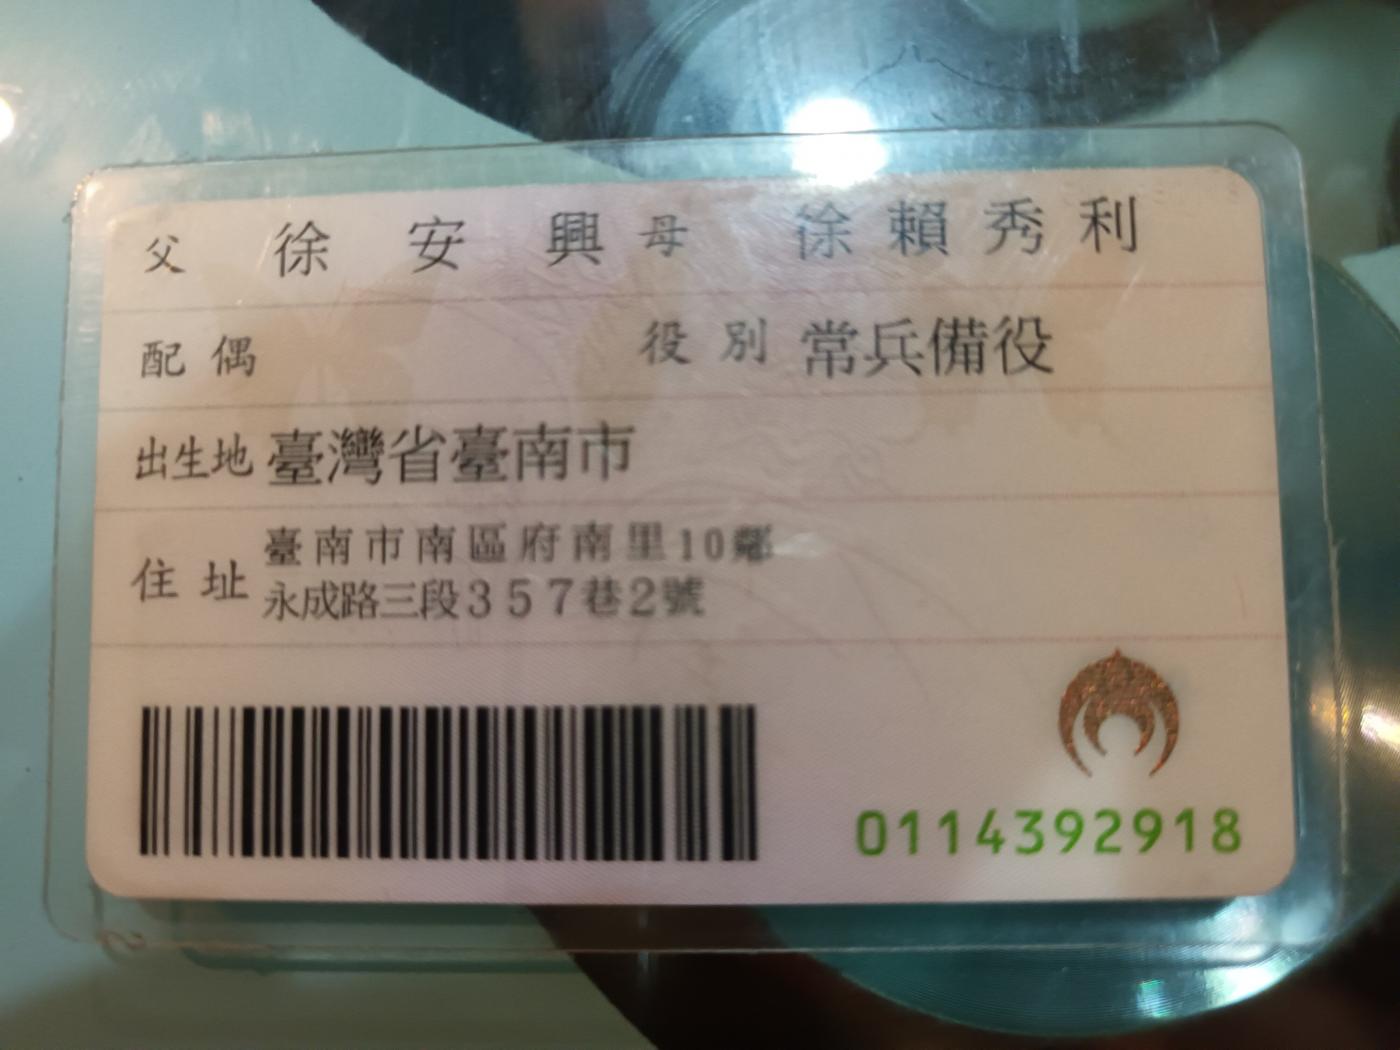 父 徐安興 母 徐賴秀利
配偶 役別 常兵備役
出生地 臺灣省臺南市
住址 臺南市南區府南里10鄰
永成路三段357巷2號
0114392918